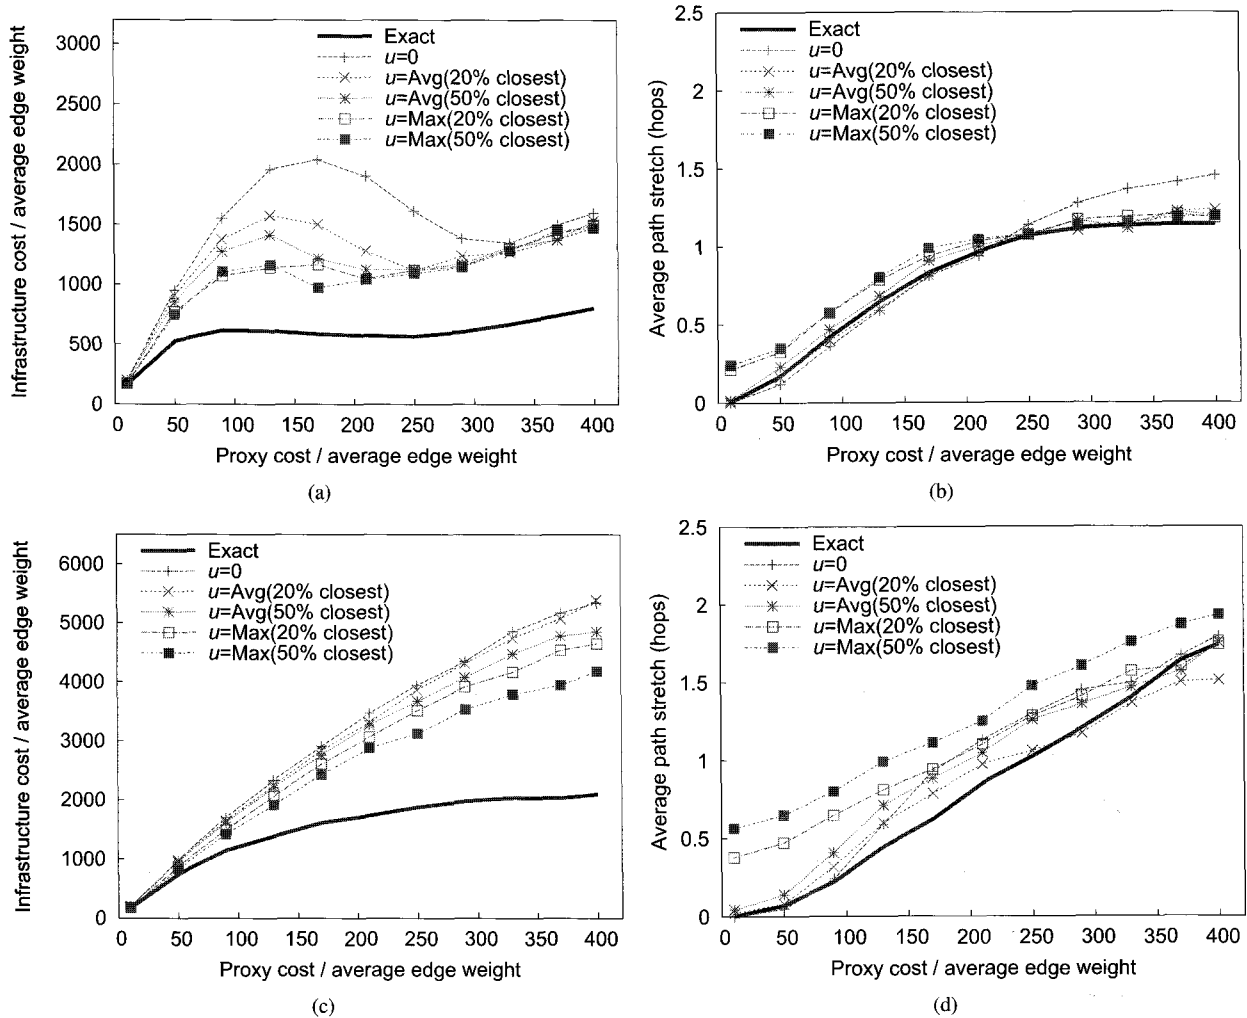 Infrastructure cost / average edge weight
3000
2500
2000
1500
1000
500
0
Exact
u=0
u=Avg(20% closest)
u=Avg(50% closest)
u=Max(20% closest)
u=Max(50% closest)
0 50 100 150 200 250 300 350 400
Proxy cost / average edge weight
(a)
Average path stretch (hops)
2.5
2
1.5
1
0.5
0
Exact
u=0
u=Avg(20% closest)
u=Avg(50% closest)
u=Max(20% closest)
u=Max(50% closest)
0 50 100 150 200 250 300 350 400
Proxy cost / average edge weight
(b)
Infrastructure cost / average edge weight
6000
5000
4000
3000
2000
1000
0
Exact
u=0
u=Avg(20% closest)
u=Avg(50% closest)
u=Max(20% closest)
u=Max(50% closest)
0 50 100 150 200 250 300 350 400
Proxy cost / average edge weight
(c)
Average path stretch (hops)
2.5
2
1.5
1
0.5
0
Exact
u=0
u=Avg(20% closest)
u=Avg(50% closest)
u=Max(20% closest)
u=Max(50% closest)
0 50 100 150 200 250 300 350 400
Proxy cost / average edge weight
(d)